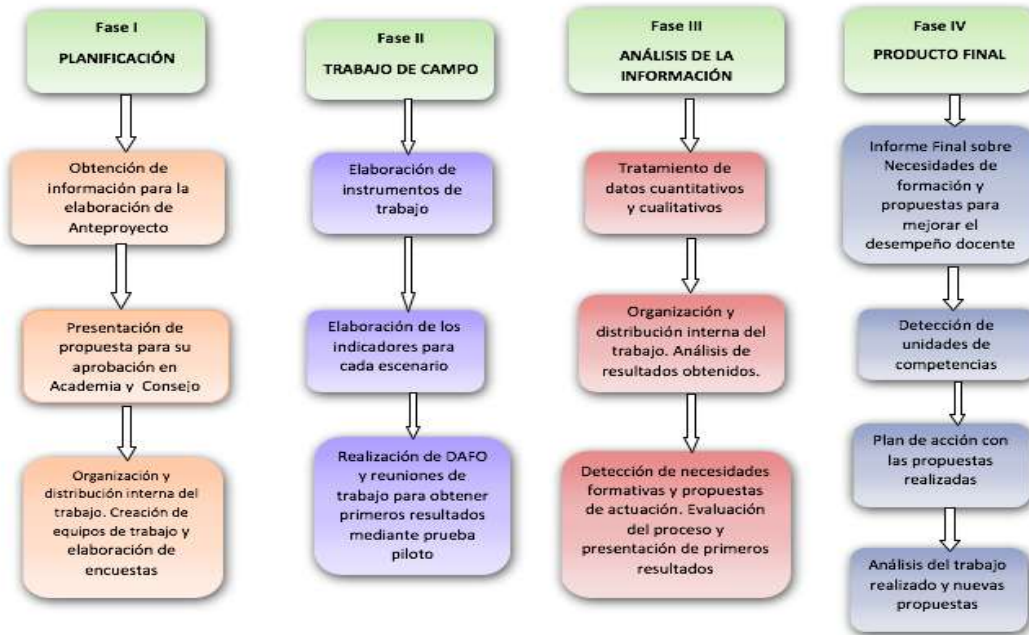 Fase I
PLANIFICACIÓN
Obtención de
información para la
elaboración de
Anteproyecto
Presentación de
propuesta para su
aprobación en
Academia y Consejo
Organización y
distribución interna del
trabajo. Creación de
equipos de trabajo y
elaboración de
encuestas
Fase II
TRABAJO DE CAMPO
Elaboración de
instrumentos de
trabajo
Elaboración de los
indicadores para
cada escenario
Realización de DAFO
y reuniones de
trabajo para obtener
primeros resultados
mediante prueba
piloto
Fase III
ANÁLISIS DE LA
INFORMACIÓN
Tratamiento de
datos cuantitativos
y cualitativos
Organización y
distribución interna del
trabajo. Análisis de
resultados obtenidos.
Detección de necesidades
formativas y propuestas
de actuación. Evaluación
del proceso y
presentación de primeros
resultados
Fase IV
PRODUCTO FINAL
Informe Final sobre
Necesidades de
formación y
propuestas para
mejorar el
desempeño docente
Detección de
unidades de
competencias
Plan de acción con
las propuestas
realizadas
Análisis del trabajo
realizado y nuevas
propuestas